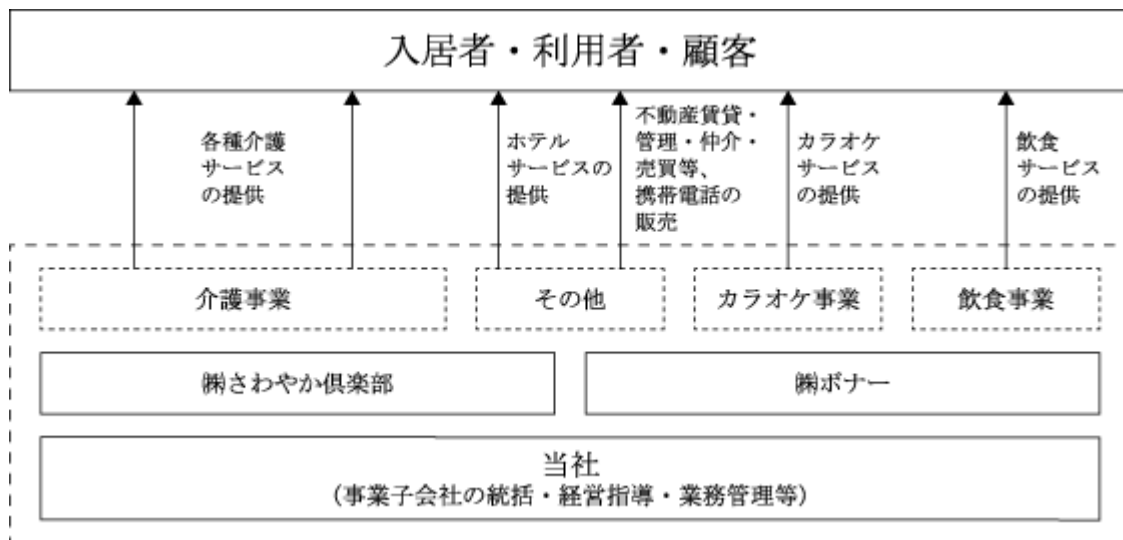 入居者・利用者・顧客
各種介護
サービス
の提供
ホテル
サービスの
提供
不動産賃貸・
管理・仲介・
売買等、
携帯電話の
販売
カラオケ
サービス
の提供
飲食
サービス
の提供
介護事業
その他
カラオケ事業
飲食事業
㈱さわやか倶楽部
㈱ボナー
当社
（事業子会社の統括・経営指導・業務管理等）